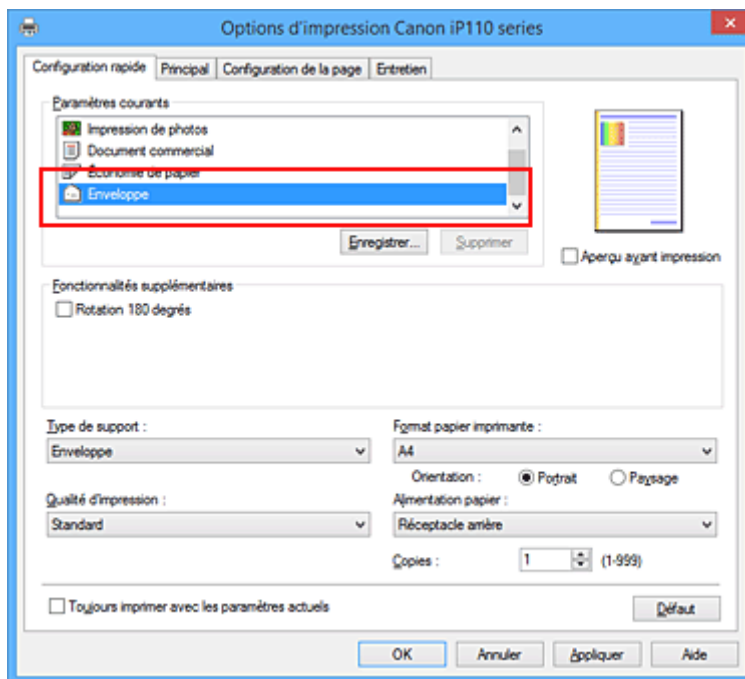 Options d'impression Canon iP110 series
Configuration rapide Principal Configuration de la page Entretien
Paramètres courants
Impression de photos
Document commercial
Économie de papier
Enveloppe
Enregistrer... Supprimer
Aperçu avant impression
Fonctionnalités supplémentaires
Rotation 180 degrés
Type de support : Format papier imprimante :
Enveloppe A4
Orientation : Portrait Paysage
Qualité d'impression : Alimentation papier :
Standard Réceptacle arrière
Copies : 1 (1-999)
Toujours imprimer avec les paramètres actuels Défaut
OK Annuler Appliquer Aide